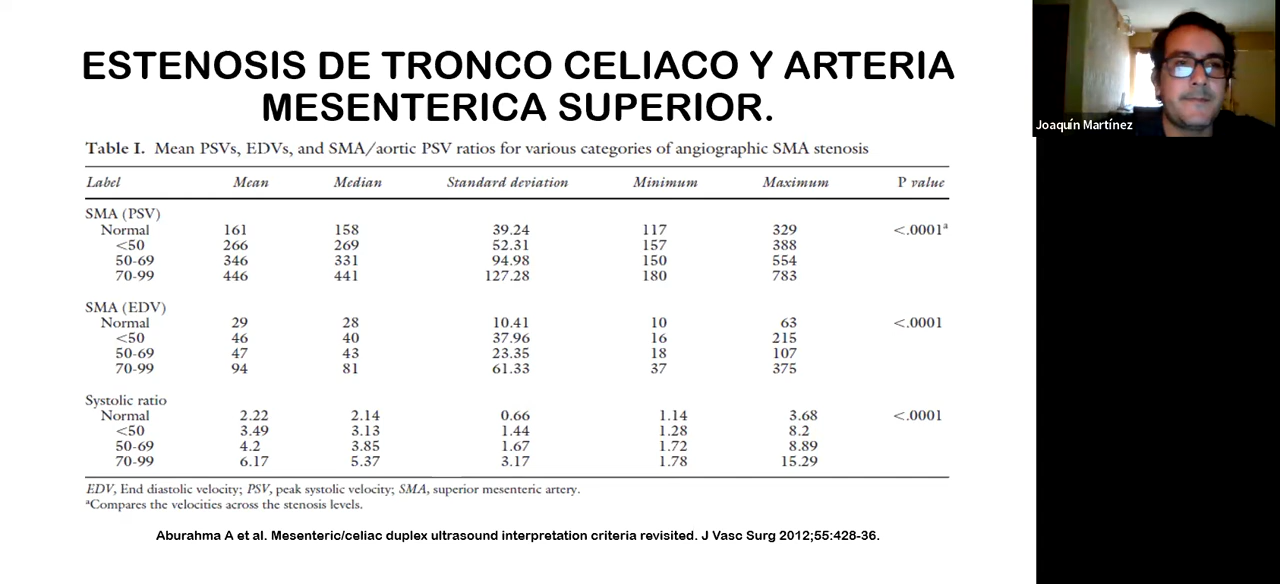 ESTENOSIS DE TRONCO CELIACO Y ARTERIA
MESENTERICA SUPERIOR.
Table I. Mean PSVs, EDVs, and SMA/aortic PSV ratios for various categories of angiographic SMA stenosis
Label Mean Median Standard deviation Minimum Maximum P value
SMA (PSV)
Normal 161 158 39.24 117 329 <.0001a
<50 266 269 52.31 157 388
50-69 346 331 94.98 150 554
70-99 446 441 127.28 180 783
SMA (EDV)
Normal 29 28 10.41 10 63 <.0001
<50 46 40 37.96 16 215
50-69 47 43 23.35 18 107
70-99 94 81 61.33 37 375
Systolic ratio
Normal 2.22 2.14 0.66 1.14 3.68 <.0001
<50 3.49 3.13 1.44 1.28 8.2
50-69 4.2 3.85 1.67 1.72 8.89
70-99 6.17 5.37 3.17 1.78 15.29
EDV, End diastolic velocity; PSV, peak systolic velocity; SMA, superior mesenteric artery.
aCompares the velocities across the stenosis levels.
Aburahma A et al. Mesenteric/celiac duplex ultrasound interpretation criteria revisited. J Vasc Surg 2012;55:428-36.
Joaquín Martínez